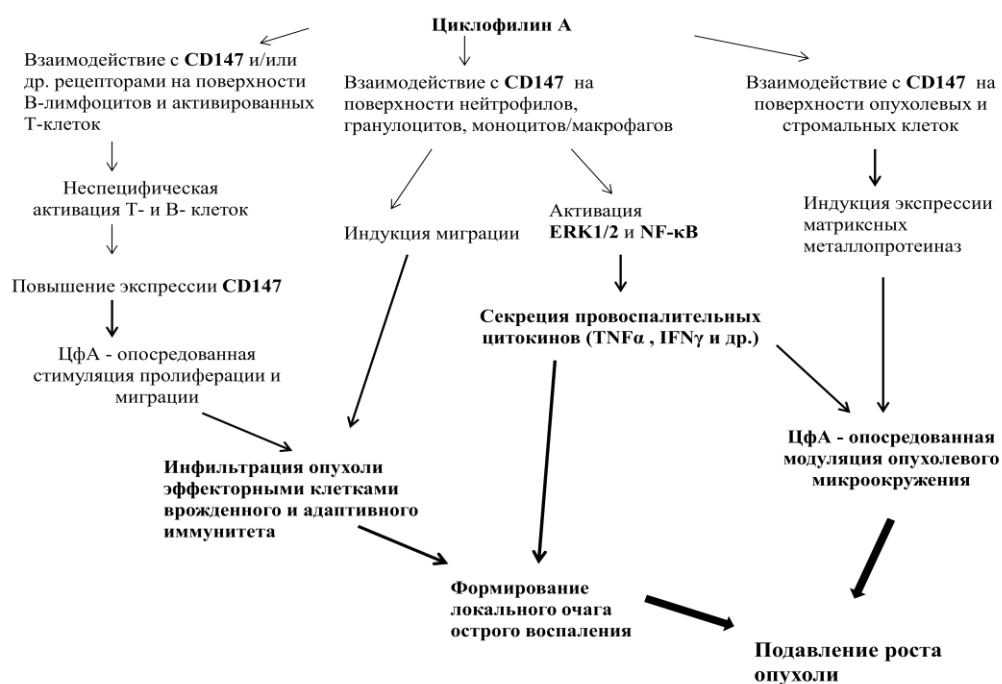 Циклофилин А
Взаимодействие с CD147 и/или
др. рецепторами на поверхности
В-лимфоцитов и активированных
Т-клеток
Взаимодействие с CD147 на
поверхности нейтрофилов,
гранулоцитов, моноцитов/макрофагов
Взаимодействие с CD147 на
поверхности опухолевых и
стромальных клеток
Неспецифическая
активация Т- и В- клеток
Индукция миграции
Активация
ERK1/2 и NF-κB
Индукция экспрессии
матриксных
металлопротеиназ
Повышение экспрессии CD147
Секреция провоспалительных
цитокинов (TNFα , IFNγ и др.)
ЦфА - опосредованная
стимуляция пролиферации и
миграции
ЦфА - опосредованная
модуляция опухолевого
микроокружения
Инфильтрация опухоли
эффекторными клетками
врожденного и адаптивного
иммунитета
Формирование
локального очага
острого воспаления
Подавление роста
опухоли